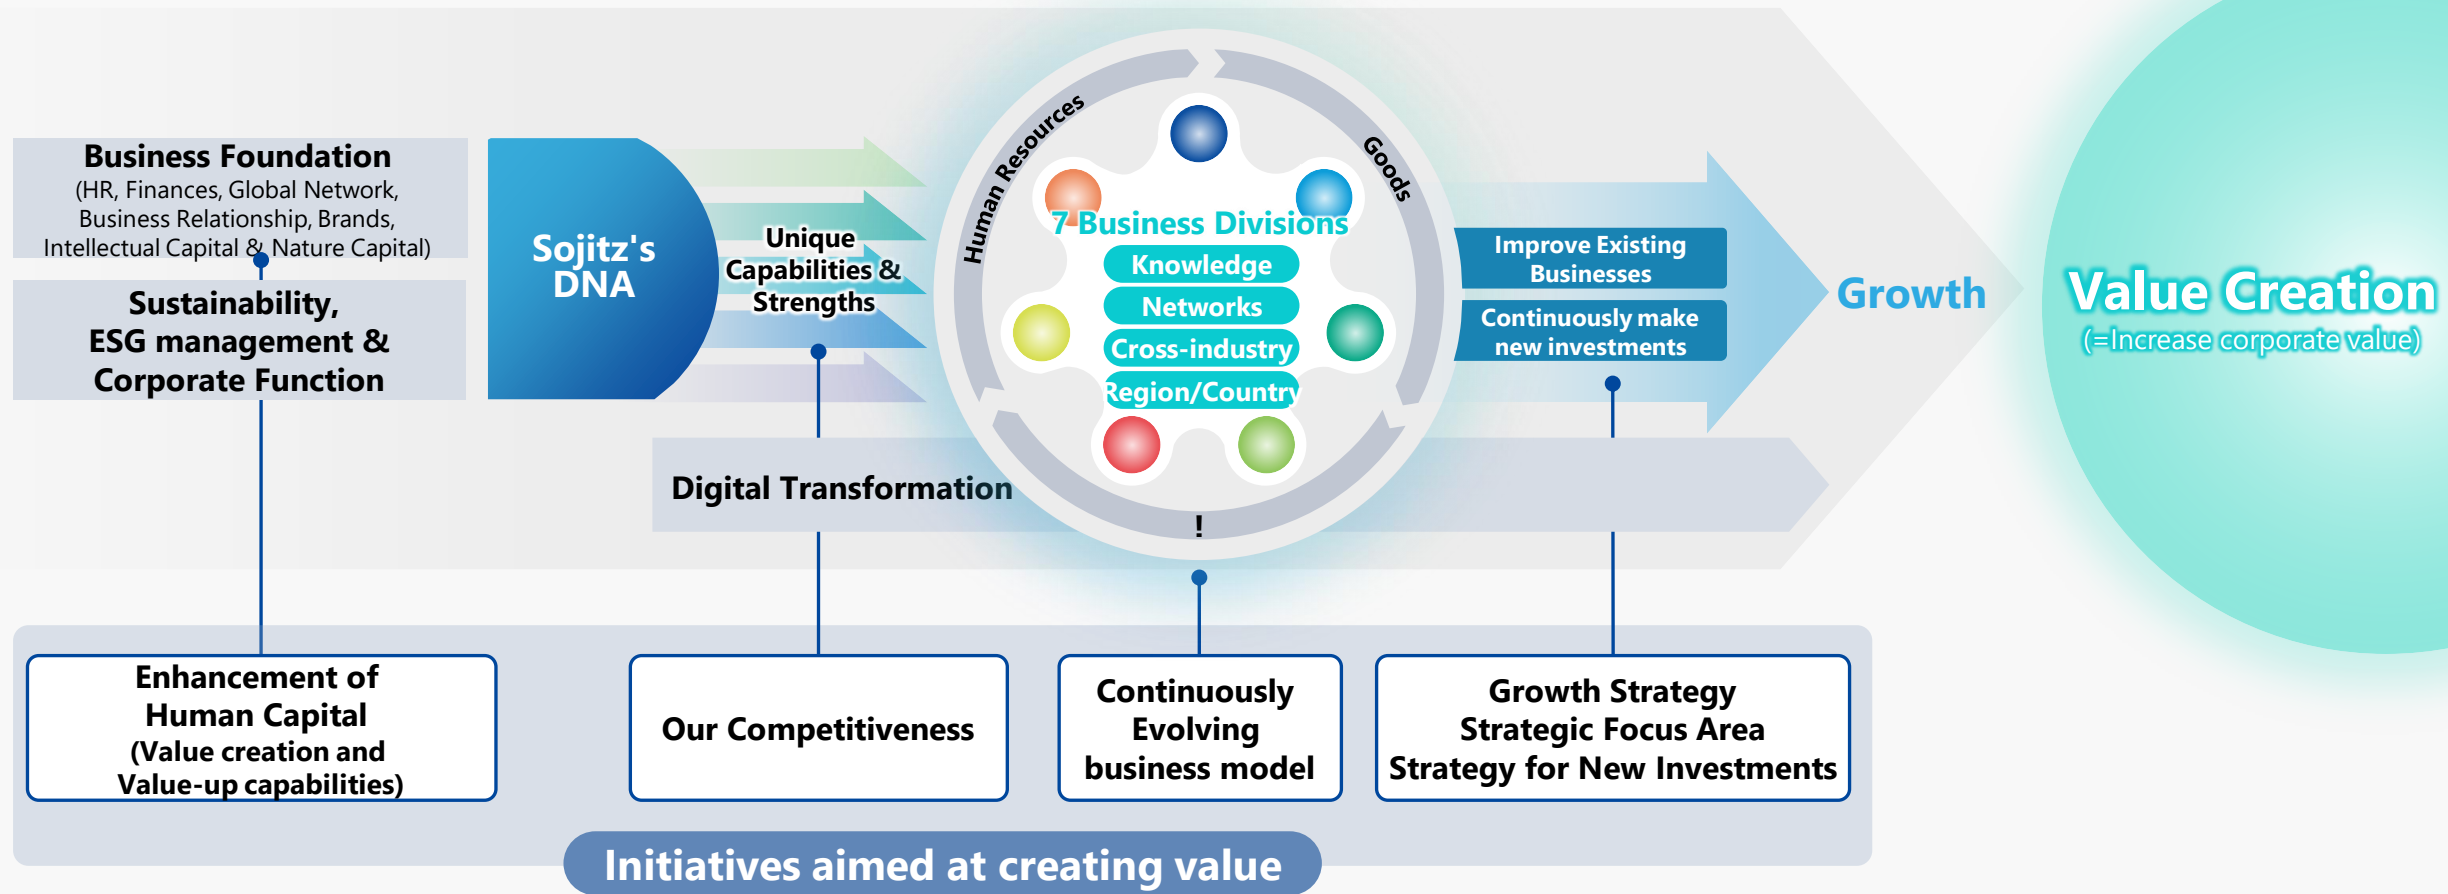 Business Foundation
(HR, Finances, Global Network,
Business Relationship, Brands,
Intellectual Capital & Nature Capital)
Sustainability,
ESG management &
Corporate Function
Sojitz's
DNA
Unique
Capabilities &
Strengths
Digital Transformation
Human Resources
Goods
!
7 Business Divisions
Knowledge
Networks
Cross-industry
Region/Country
Improve Existing
Businesses
Continuously make
new investments
Growth
Value Creation
(=Increase corporate value)
Enhancement of
Human Capital
(Value creation and
Value-up capabilities)
Our Competitiveness
Continuously
Evolving
business model
Growth Strategy
Strategic Focus Area
Strategy for New Investments
Initiatives aimed at creating value